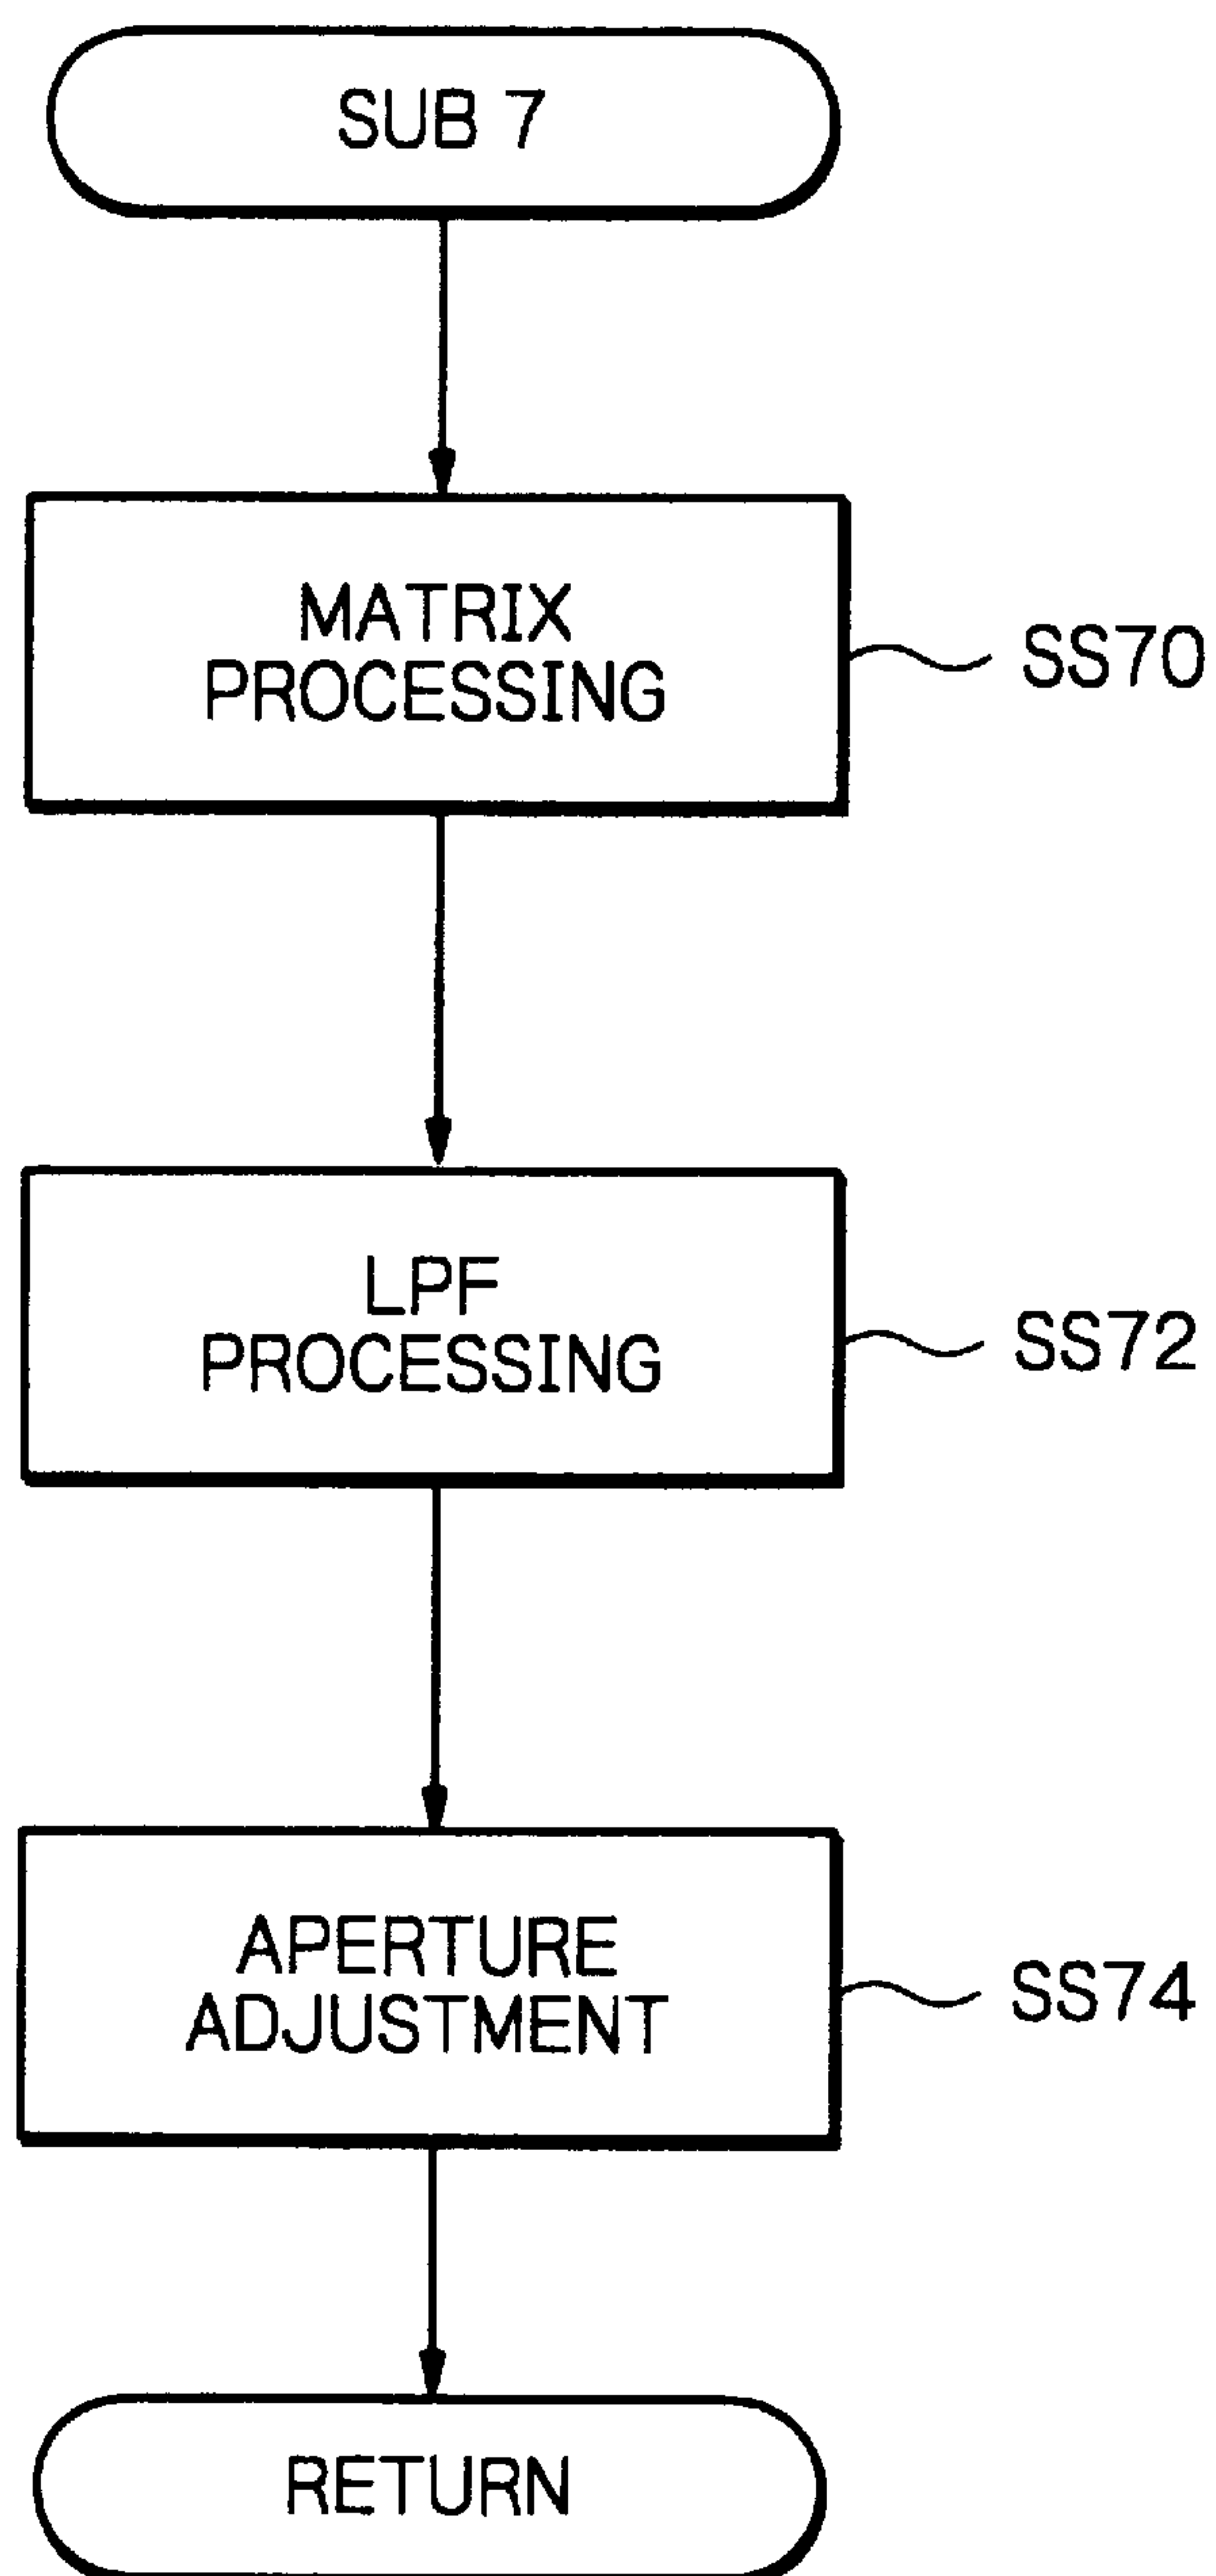 SUB 7
MATRIX
PROCESSING
SS70
LPF
PROCESSING
SS72
APERTURE
ADJUSTMENT
SS74
RETURN